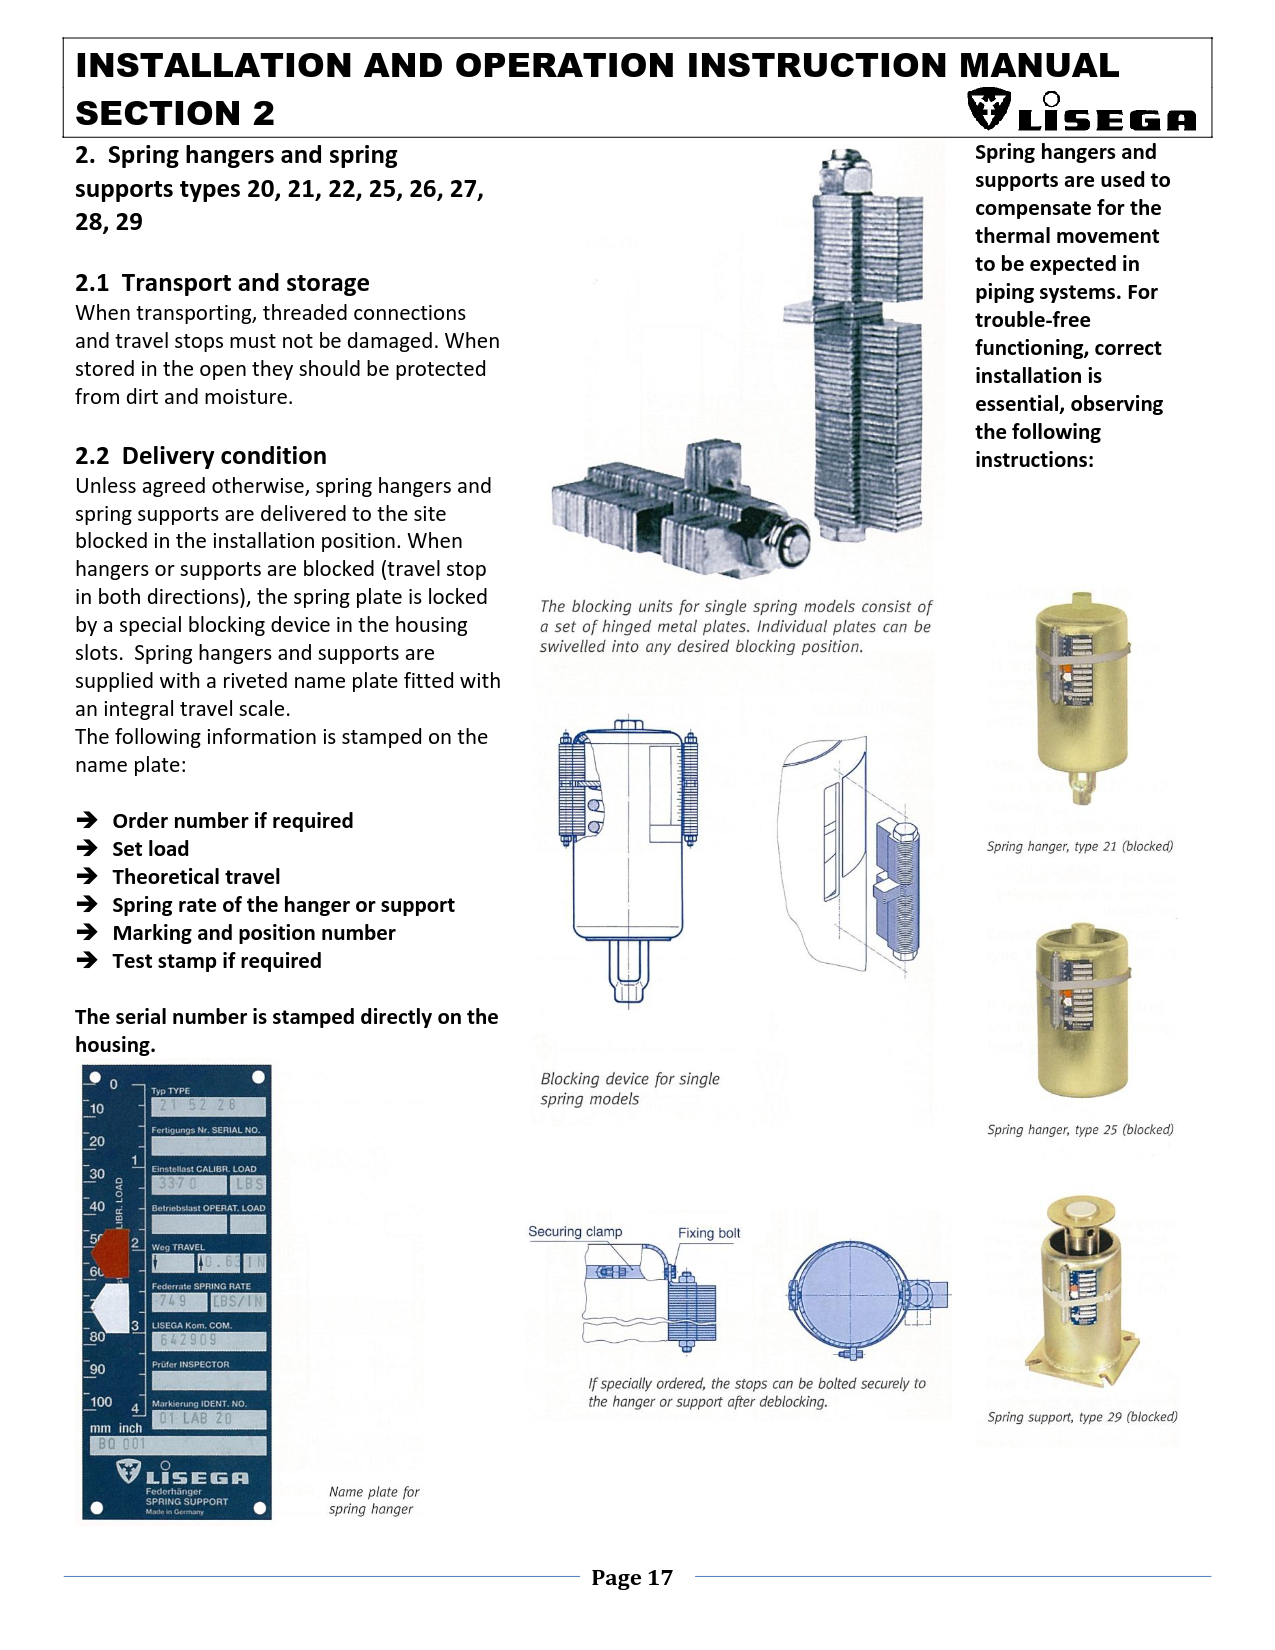 INSTALLATION AND OPERATION INSTRUCTION MANUAL
SECTION 2
LISEGA
2. Spring hangers and spring
supports types 20, 21, 22, 25, 26, 27,
28, 29
2.1 Transport and storage
When transporting, threaded connections
and travel stops must not be damaged. When
stored in the open they should be protected
from dirt and moisture.
2.2 Delivery condition
Unless agreed otherwise, spring hangers and
spring supports are delivered to the site
blocked in the installation position. When
hangers or supports are blocked (travel stop
in both directions), the spring plate is locked
by a special blocking device in the housing
slots. Spring hangers and supports are
supplied with a riveted name plate fitted with
an integral travel scale.
The following information is stamped on the
name plate:
➔ Order number if required
➔ Set load
➔ Theoretical travel
➔ Spring rate of the hanger or support
➔ Marking and position number
➔ Test stamp if required
The serial number is stamped directly on the
housing.
0
10
20
30
40
60
80
90
100
mm inch
1
2
3
4
Typ TYPE
21 52 28
Fertigungs Nr. SERIAL NO.
Einstellast CALIBR. LOAD
3370 LBS
Betriebslast OPERAT. LOAD
Weg TRAVEL
0.63 IN
Federrate SPRING RATE
749 LBS/IN
LISEGA Kom. COM.
642909
Prüfer INSPECTOR
Markierung IDENT. NO.
01 LAB 20
BQ 001
LISEGA
Federhänger
SPRING SUPPORT
Made in Germany
Name plate for
spring hanger
The blocking units for single spring models consist of
a set of hinged metal plates. Individual plates can be
swivelled into any desired blocking position.
Blocking device for single
spring models
Securing clamp
Fixing bolt
If specially ordered, the stops can be bolted securely to
the hanger or support after deblocking.
Spring hangers and
supports are used to
compensate for the
thermal movement
to be expected in
piping systems. For
trouble-free
functioning, correct
installation is
essential, observing
the following
instructions:
Spring hanger, type 21 (blocked)
Spring hanger, type 25 (blocked)
Spring support, type 29 (blocked)
Page 17